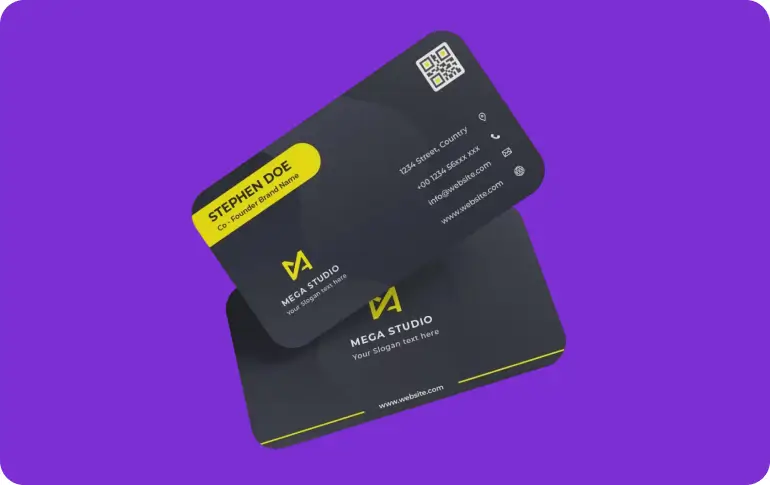 STEPHEN DOE
Co - Founder Brand Name
1234 Street, Country
+00 1234 56xxx xxx
info@website.com
www.website.com
MEGA STUDIO
Your Slogan text here
MEGA STUDIO
Your Slogan text here
www.website.com